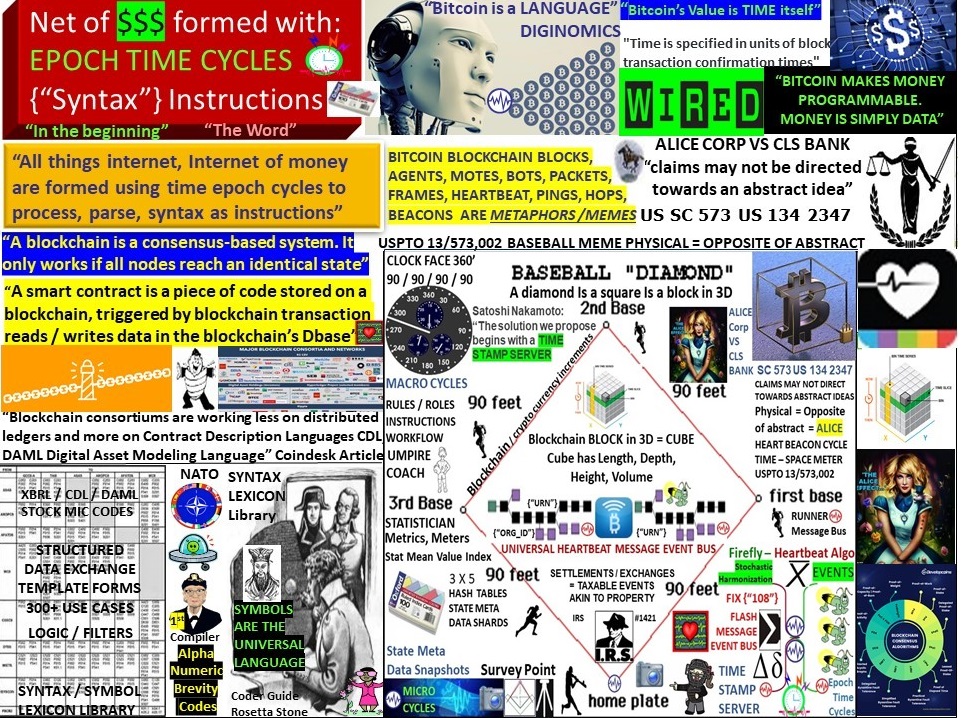 Net of $$$ formed with:
EPOCH TIME CYCLES
{“Syntax”} Instructions
“In the beginning” “The Word”
“Bitcoin is a LANGUAGE”
DIGINOMICS
“Bitcoin’s Value is TIME itself”
"Time is specified in units of block
transaction confirmation times"
WIRED
“BITCOIN MAKES MONEY
PROGRAMMABLE.
MONEY IS SIMPLY DATA”
“All things internet, Internet of money
are formed using time epoch cycles to
process, parse, syntax as instructions”
BITCOIN BLOCKCHAIN BLOCKS,
AGENTS, MOTES, BOTS, PACKETS,
FRAMES, HEARTBEAT, PINGS, HOPS,
BEACONS ARE METAPHORS /MEMES
ALICE CORP VS CLS BANK
“claims may not be directed
towards an abstract idea”
US SC 573 US 134 2347
USPTO 13/573,002 BASEBALL MEME PHYSICAL = OPPOSITE OF ABSTRACT
“A blockchain is a consensus-based system. It
only works if all nodes reach an identical state”
“A smart contract is a piece of code stored on a
blockchain, triggered by blockchain transaction
reads / writes data in the blockchain’s Dbase”
MAJOR BLOCKCHAIN CONSORTIA AND NETWORKS
“Blockchain consortiums are working less on distributed
ledgers and more on Contract Description Languages CDL
DAML Digital Asset Modeling Language” Coindesk Article
XBRL / CDL / DAML
STOCK MIC CODES
STRUCTURED
DATA EXCHANGE
TEMPLATE FORMS
300+ USE CASES
LOGIC / FILTERS
SYNTAX / SYMBOL
LEXICON LIBRARY
NATO
SYNTAX
LEXICON
Library
1st
Compiler
Alpha
Numeric
Brevity
Codes
SYMBOLS
ARE THE
UNIVERSAL
LANGUAGE
Coder Guide
Rosetta Stone
CLOCK FACE 360’
90 / 90 / 90 / 90
MACRO CYCLES
BASEBALL "DIAMOND"
A diamond Is a square Is a block in 3D
2nd Base
Satoshi Nakamoto:
“The solution we propose
begins with a TIME
STAMP SERVER
THE ALICE EFFECT
ALICE
Corp
VS
CLS
BANK SC 573 US 134 2347
CLAIMS MAY NOT DIRECT
TOWARDS ABSTRACT IDEAS
Physical = Opposite
of abstract = ALICE
HEART BEACON CYCLE
TIME – SPACE METER
USPTO 13/573,002
RULES / ROLES
INSTRUCTIONS
WORKFLOW
UMPIRE
COACH
90 feet
90 feet
Blockchain / crypto currency increments
Blockchain BLOCK in 3D = CUBE
Cube has Length, Depth,
Height, Volume
3rd Base
STATISTICIAN
Metrics, Meters
Stat Mean Value Index
{“URN”}
{“ORG_ID”}
{“URN”}
UNIVERSAL HEARTBEAT MESSAGE EVENT BUS
first base
RUNNER
Message Bus
Firefly – Heartbeat Algo
Stochastic
Harmonization
X EVENTS
Oxford
100
3 X 5
HASH TABLES
STATE META
DATA SHARDS
90 feet
SETTLEMENTS / EXCHANGES
= TAXABLE EVENTS
AKIN TO PROPERTY
90 feet
IRS #1421
I.R.S.
FIX {“108”}
FLASH
MESSAGE
EVENT BUS
Σ
Δδ
State Meta
Data Snapshots
MICRO
CYCLES
Survey Point
home plate
TIME
STAMP
SERVER
Epoch
Time
Cycles
THE ALICE EFFECT
BLOCKCHAIN
CONSENSUS
ALGORITHMS